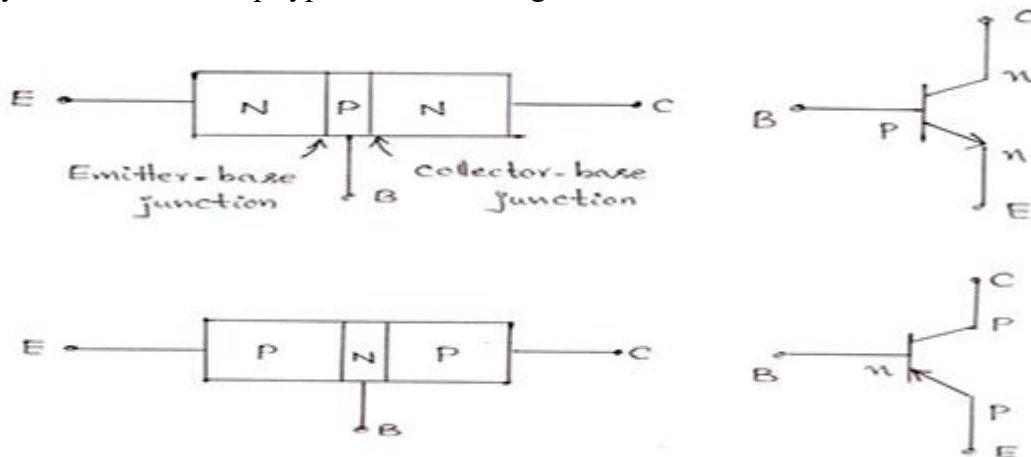 C
E N P N C
B P n
n
Emitter-base junction
B
Collector-base junction
E
C
E P N P C
P
B n
P
B
E